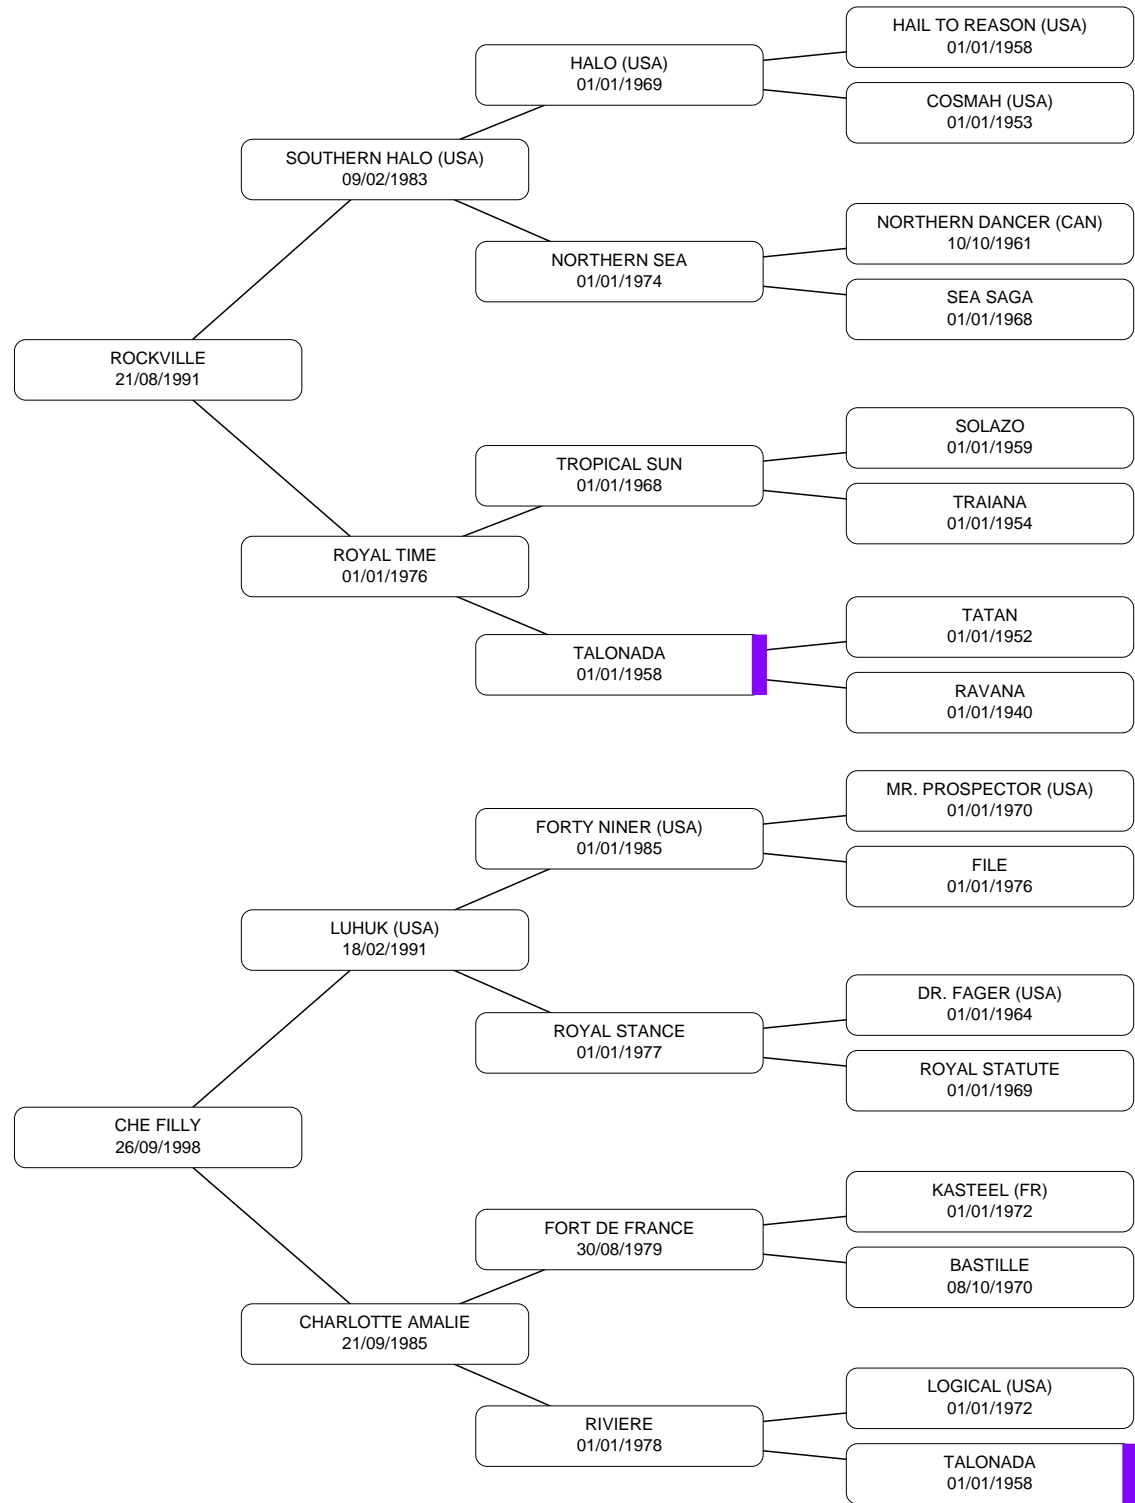 HAIL TO REASON (USA)
01/01/1958
HALO (USA)
01/01/1969
COSMAH (USA)
01/01/1953
SOUTHERN HALO (USA)
09/02/1983
NORTHERN DANCER (CAN)
10/10/1961
NORTHERN SEA
01/01/1974
SEA SAGA
01/01/1968
ROCKVILLE
21/08/1991
SOLAZO
01/01/1959
TROPICAL SUN
01/01/1968
TRAIANA
01/01/1954
ROYAL TIME
01/01/1976
TATAN
01/01/1952
TALONADA
01/01/1958
RAVANA
01/01/1940
MR. PROSPECTOR (USA)
01/01/1970
FORTY NINER (USA)
01/01/1985
FILE
01/01/1976
LUHUK (USA)
18/02/1991
DR. FAGER (USA)
01/01/1964
ROYAL STANCE
01/01/1977
ROYAL STATUTE
01/01/1969
CHE FILLY
26/09/1998
KASTEEL (FR)
01/01/1972
FORT DE FRANCE
30/08/1979
BASTILLE
08/10/1970
CHARLOTTE AMALIE
21/09/1985
LOGICAL (USA)
01/01/1972
RIVIERE
01/01/1978
TALONADA
01/01/1958